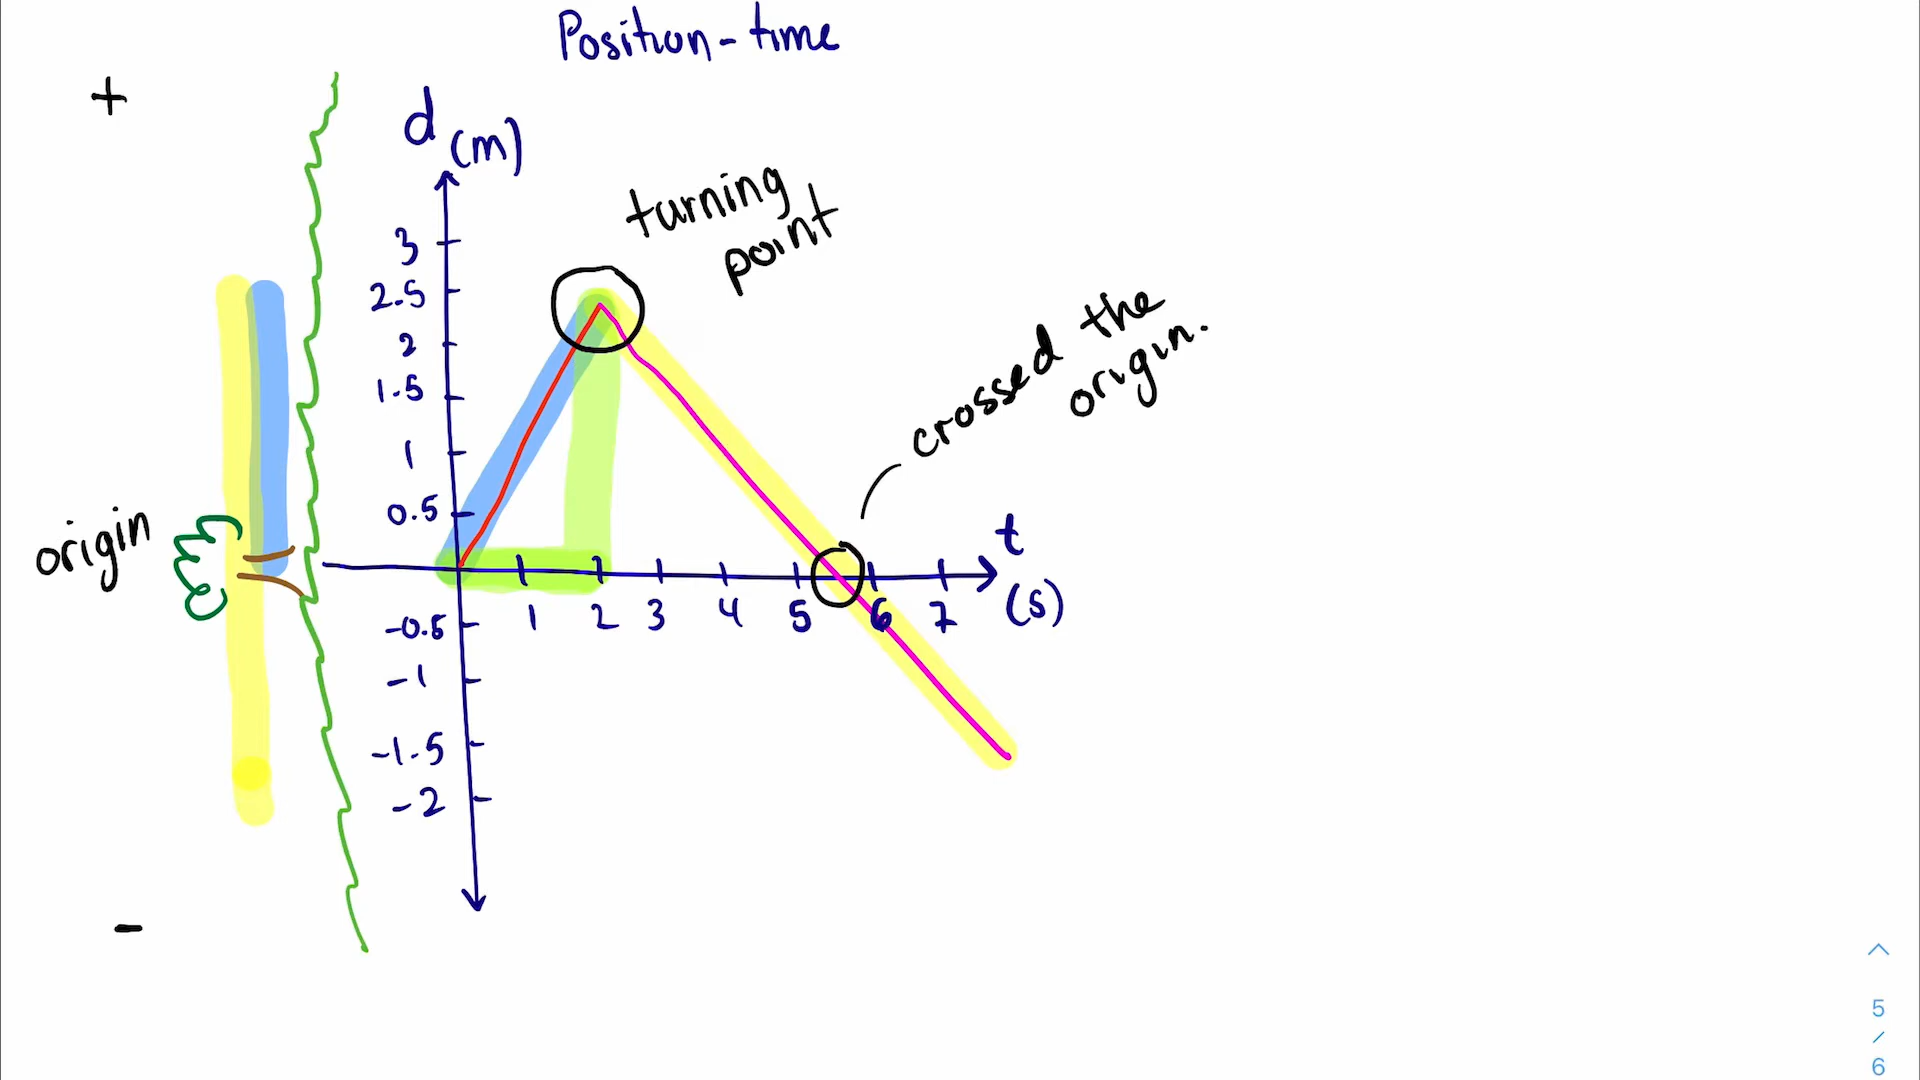 Position - time
+
d (m)
turning
point
3
2.5
2
1.5
1
0.5
crossed the
origin.
origin
t
(s)
1 2 3 4 5 6 7
-0.5
-1
-1.5
-2
-
5
/
6